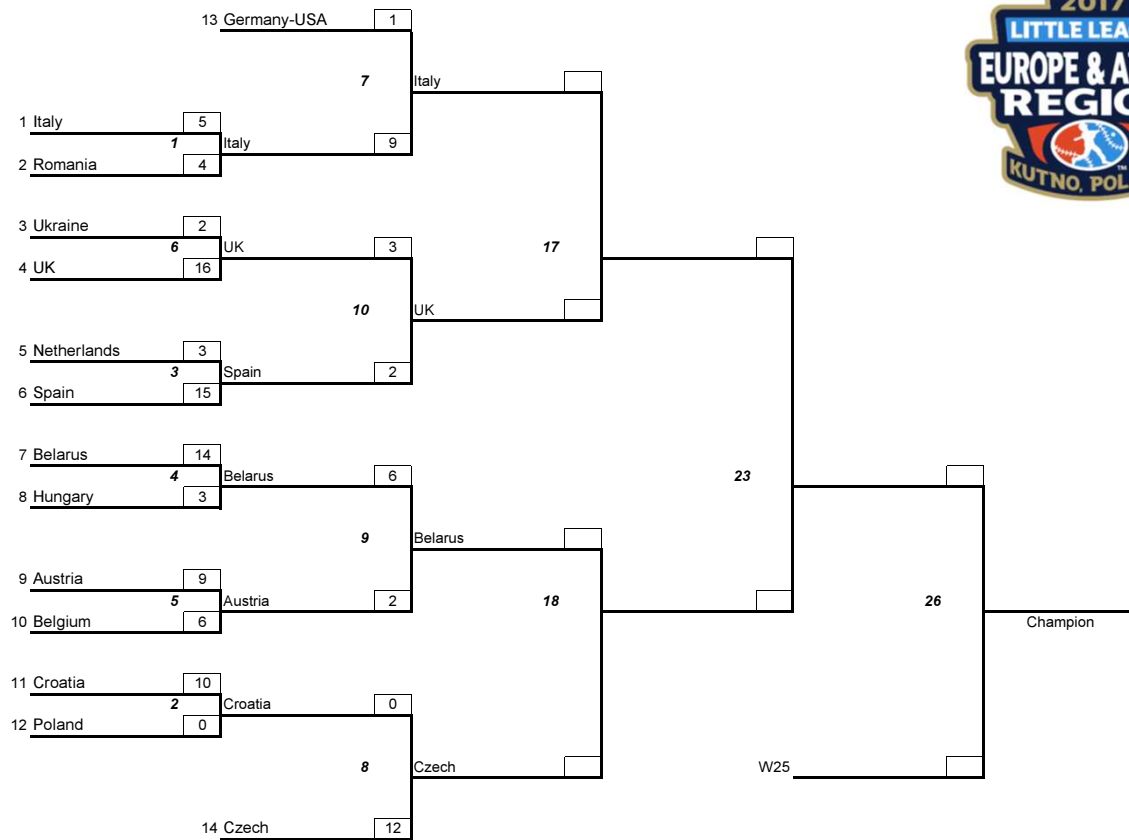 2017
LITTLE LEA
EUROPE & A
REGIO
KUTNO, POL
TM
13 Germany-USA 1
7 Italy
1 Italy 5
1 Italy 9
2 Romania 4
3 Ukraine 2
6 UK 3 17
4 UK 16
10 UK
5 Netherlands 3
3 Spain 2
6 Spain 15
7 Belarus 14
4 Belarus 6 23
8 Hungary 3
9 Belarus
9 Austria 9
5 Austria 2 18 26
10 Belgium 6
Champion
11 Croatia 10
2 Croatia 0
12 Poland 0
8 Czech W25
14 Czech 12